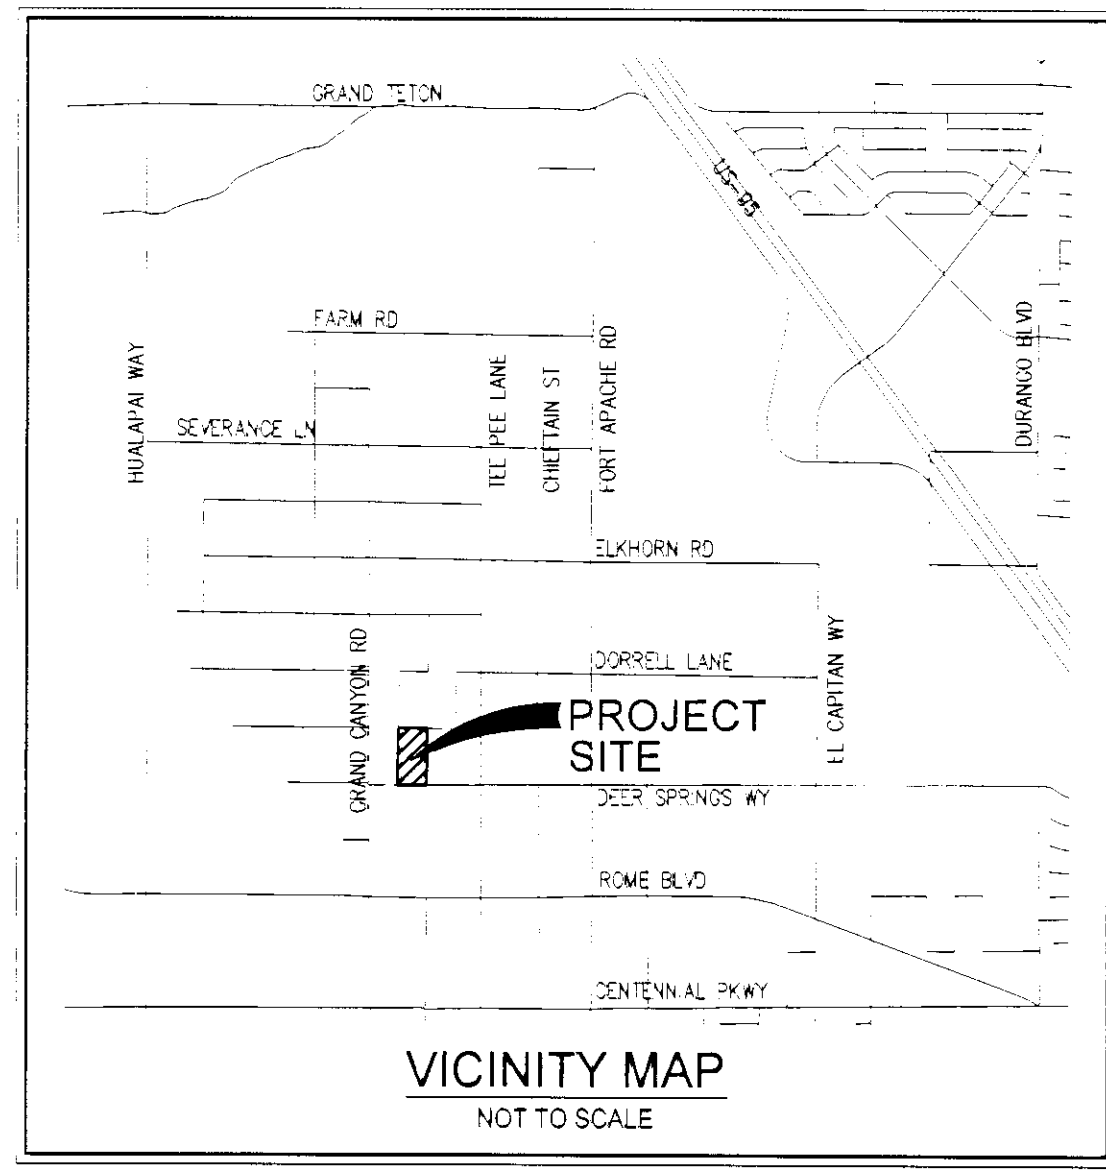 GRAND TETON
US-95
FARM RD
HUALAPAI WAY
SEVERANCE LN
TEE PEE LANE
CHIEFTAIN ST
FORT APACHE RD
DURANGO BLVD
ELKHORN RD
GRAND CANYON RD
DORRELL LANE
EL CAPITAN WY
PROJECT
SITE
DEER SPRINGS WY
ROME BLVD
CENTENNIAL PKWY
VICINITY MAP
NOT TO SCALE